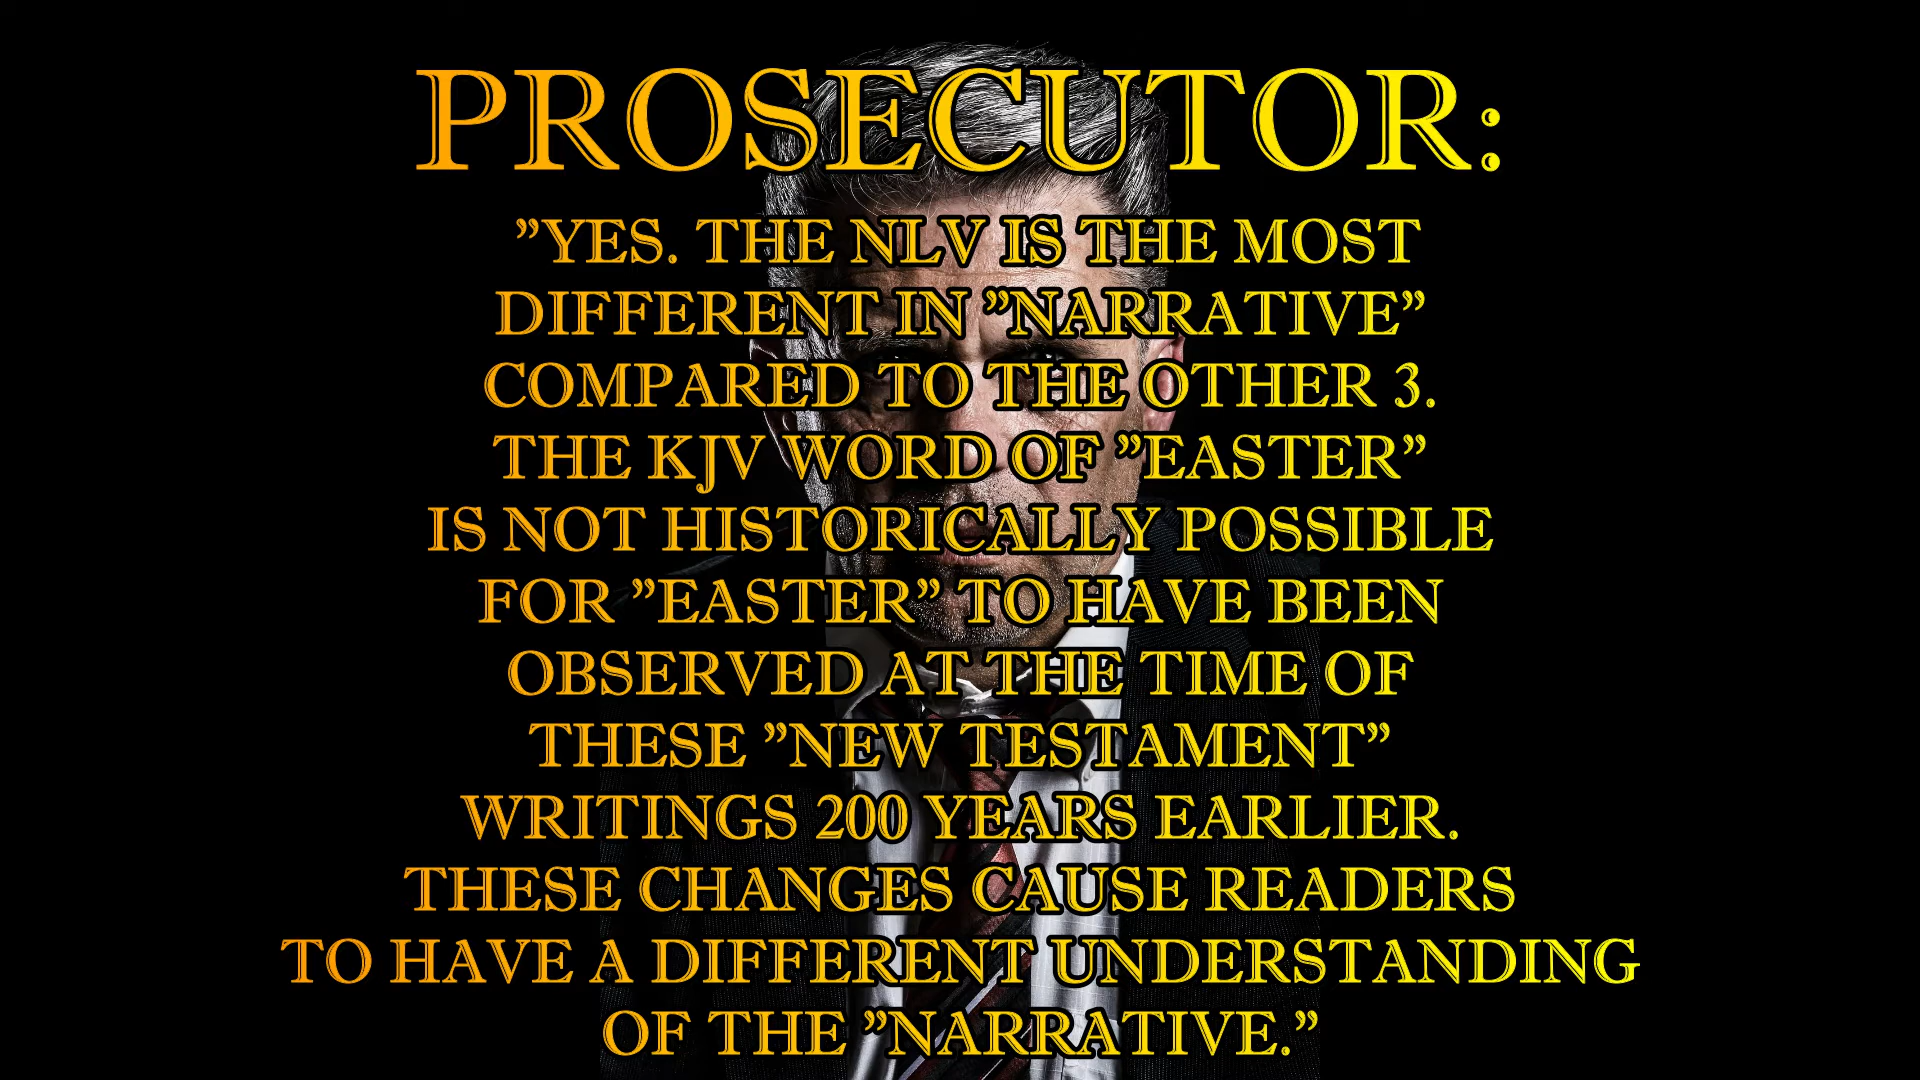 PROSECUTOR:
”YES. THE NLV IS THE MOST
DIFFERENT IN ”NARRATIVE”
COMPARED TO THE OTHER 3.
THE KJV WORD OF ”EASTER”
IS NOT HISTORICALLY POSSIBLE
FOR ”EASTER” TO HAVE BEEN
OBSERVED AT THE TIME OF
THESE ”NEW TESTAMENT”
WRITINGS 200 YEARS EARLIER.
THESE CHANGES CAUSE READERS
TO HAVE A DIFFERENT UNDERSTANDING
OF THE ”NARRATIVE.”